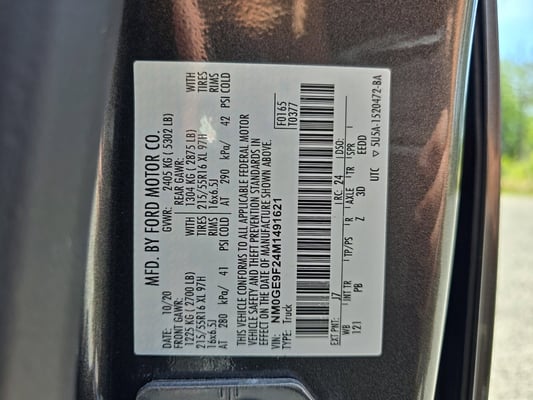 MFD. BY FORD MOTOR CO.
DATE: 10/20 GVWR: 2405 KG ( 5302 LB)
FRONT GAWR: REAR GAWR:
1225 KG ( 2700 LB) WITH 1304 KG ( 2875 LB) WITH
215/55R16 XL 97H TIRES 215/55R16 XL 97H TIRES
16x6.5J RIMS 16x6.5J RIMS
AT 280 kPa/ 41 PSI COLD AT 290 kPa/ 42 PSI COLD
THIS VEHICLE CONFORMS TO ALL APPLICABLE FEDERAL MOTOR
VEHICLE SAFETY AND THEFT PREVENTION STANDARDS IN
EFFECT ON THE DATE OF MANUFACTURE SHOWN ABOVE.
VIN: NM0GE9F24M1491621 F0165
TYPE: Truck T0377
EXT PNT: J7 RC: 24 DSO:
WB INT TR TP/PS R AXLE TR SPR
121 PB Z 3D EEDD
UTC 5U5A-1520472-BA